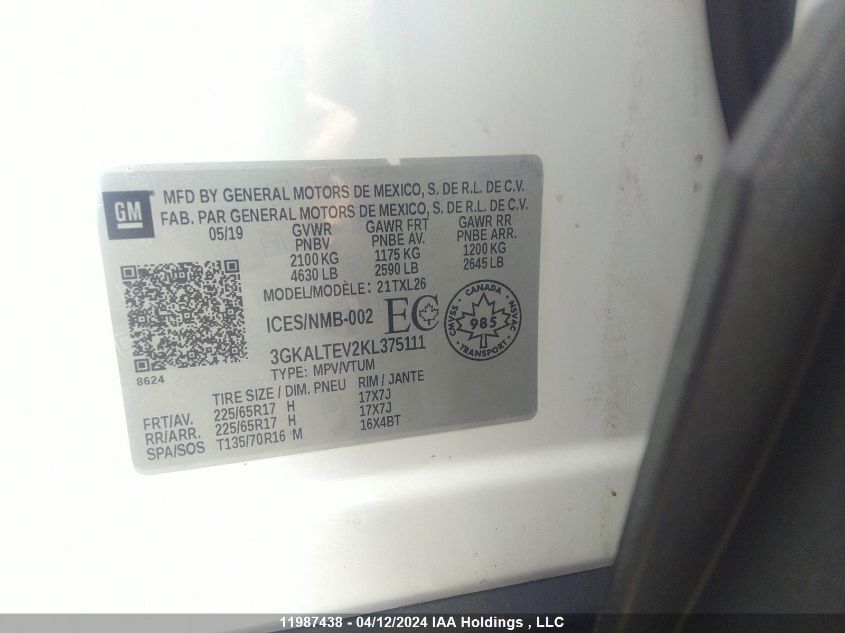 GM
MFD BY GENERAL MOTORS DE MEXICO, S. DE R.L. DE C.V.
FAB. PAR GENERAL MOTORS DE MEXICO, S. DE R.L. DE C.V.
05/19 GVWR GAWR FRT GAWR RR
PNBV PNBE AV. PNBE ARR.
2100 KG 1175 KG 1200 KG
4630 LB 2590 LB 2645 LB
MODEL/MODÈLE: 21TXL26
ICES/NMB-002 EC
CANADA
CMVSS 985 NSVAC
3GKALTEV2KL375111
8624
TYPE: MPV/VTUM
TIRE SIZE / DIM. PNEU RIM / JANTE
FRT/AV. 225/65R17 H 17X7J
RR/ARR. 225/65R17 H 17X7J
SPA/SOS T135/70R16 M 16X4BT
11987438 - 04/12/2024 IAA Holdings , LLC